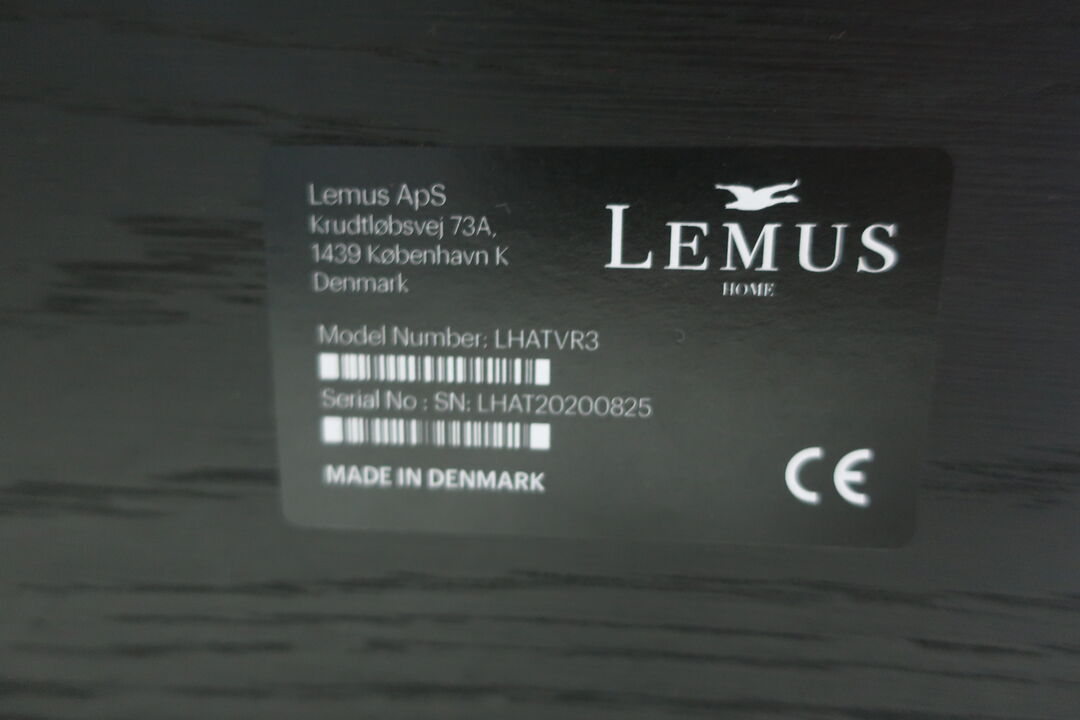 Lemus ApS
Krudtløbsvej 73A,
1439 København K
Denmark
LEMUS
HOME
Model Number: LHATVR3
Serial No : SN: LHAT20200825
MADE IN DENMARK
CE